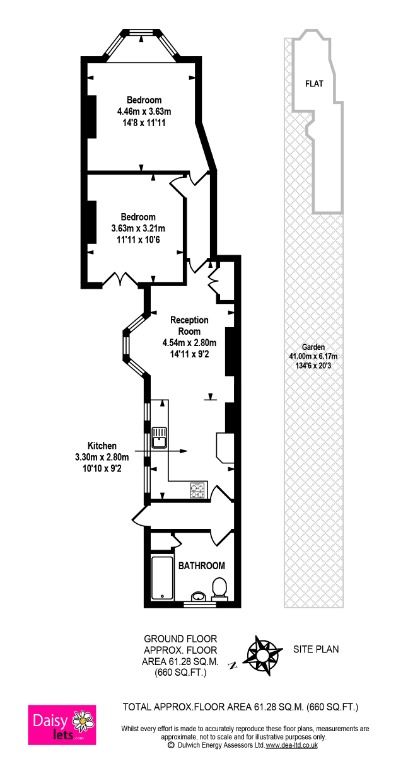 FLAT
Bedroom
4.46m x 3.63m
14'8 x 11'11
Bedroom
3.63m x 3.21m
11'11 x 10'6
Reception
Room
4.54m x 2.80m
14'11 x 9'2
Garden
41.00m x 6.17m
134'6 x 20'3
Kitchen
3.30m x 2.80m
10'10 x 9'2
BATHROOM
GROUND FLOOR
APPROX. FLOOR
AREA 61.28 SQ.M.
(660 SQ.FT.)
N
SITE PLAN
TOTAL APPROX.FLOOR AREA 61.28 SQ.M. (660 SQ.FT.)
Daisy
lets.com
Whilst every effort is made to accurately reproduce these floor plans, measurements are
approximate, not to scale and for illustrative purposes only.
© Dulwich Energy Assessors Ltd.www.dea-ltd.co.uk